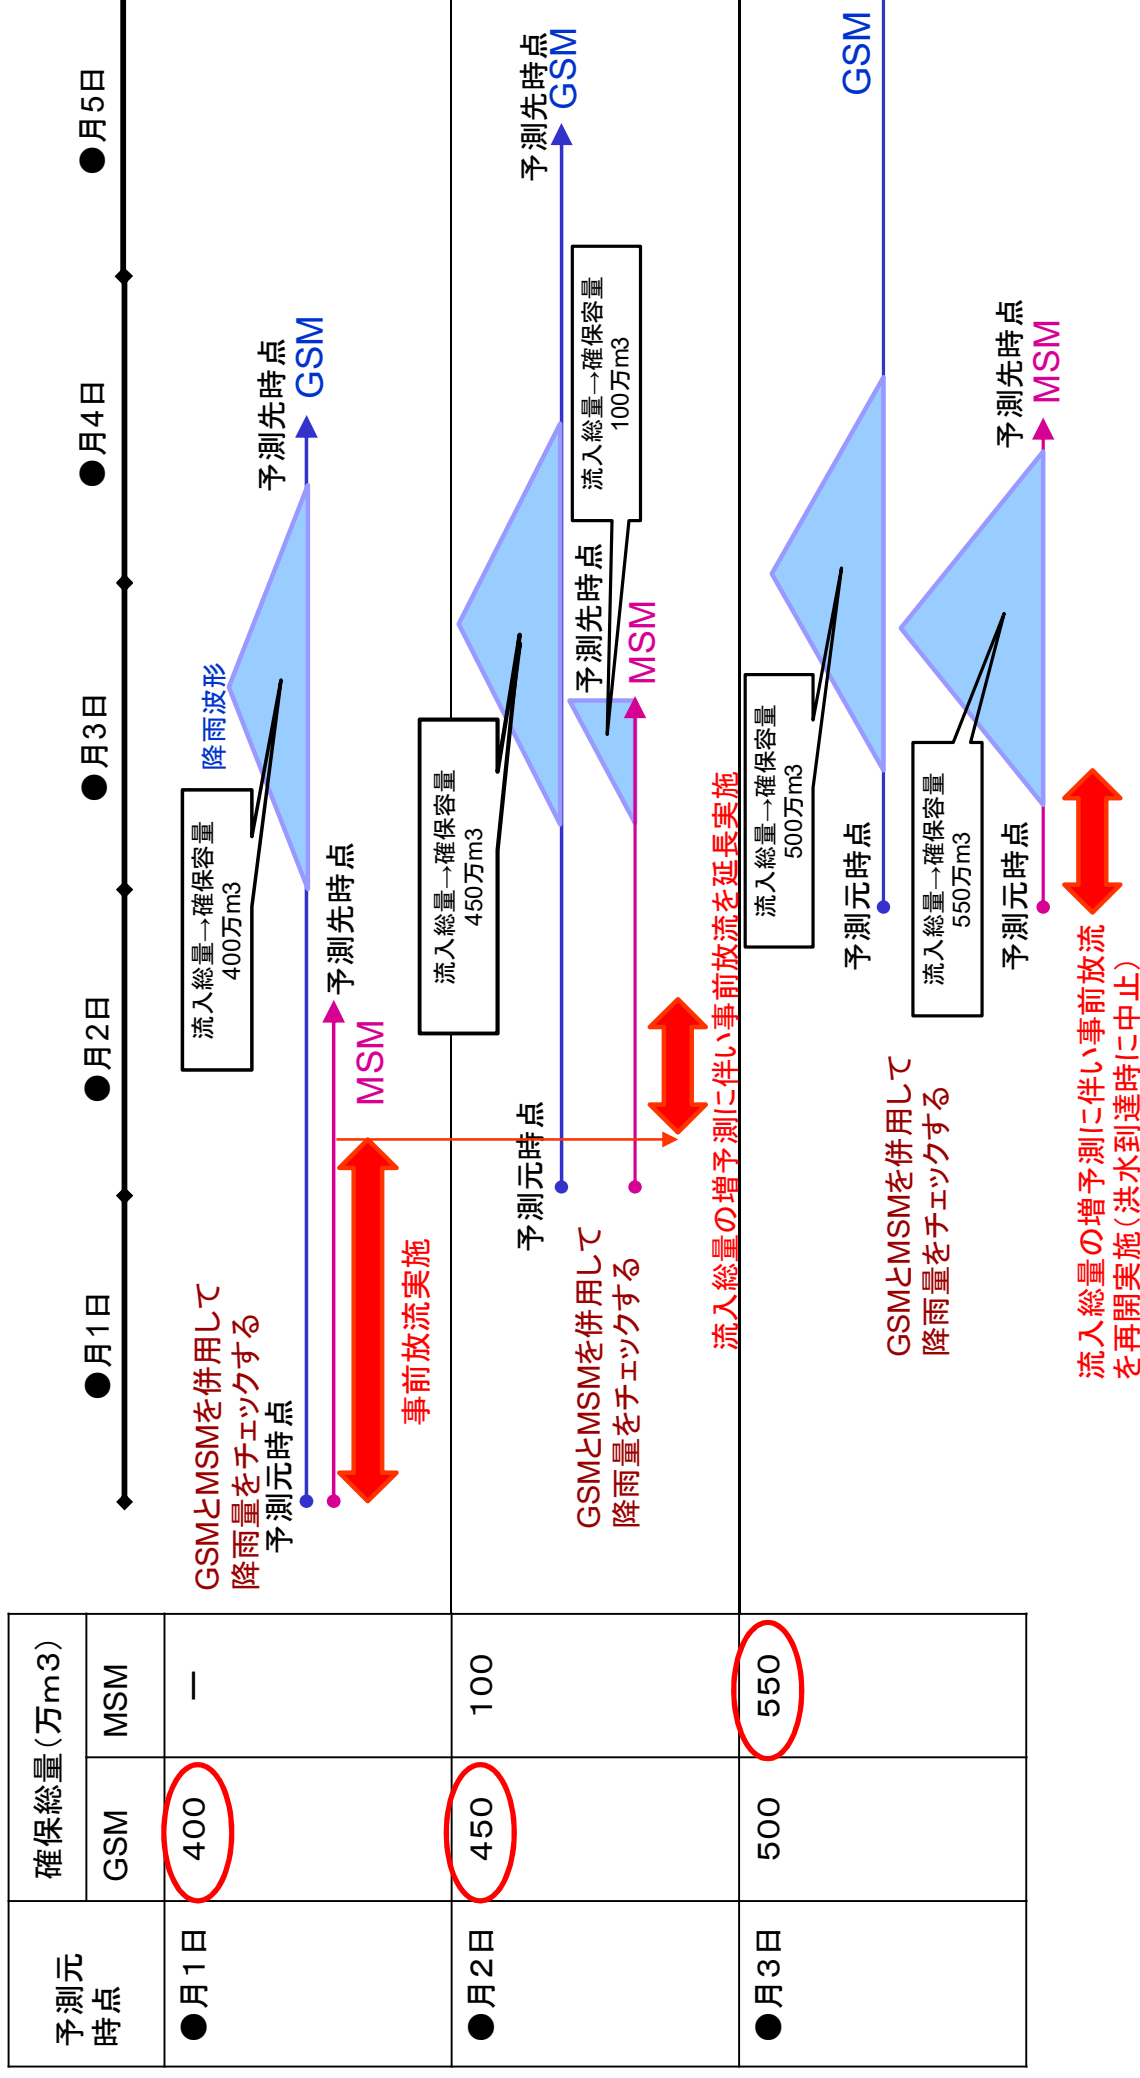 予測元
時点
確保総量（万m3）
GSM
MSM
●月1日
400
－
●月2日
450
100
●月3日
500
550
●月1日
●月2日
●月3日
●月4日
●月5日
GSMとMSMを併用して
降雨量をチェックする
予測元時点
流入総量→確保容量
400万m3
降雨波形
予測先時点
GSM
予測先時点
MSM
事前放流実施
予測元時点
流入総量→確保容量
450万m3
予測先時点
GSM
流入総量→確保容量
100万m3
予測先時点
MSM
GSMとMSMを併用して
降雨量をチェックする
流入総量の増予測に伴い事前放流を延長実施
流入総量→確保容量
500万m3
予測元時点
GSM
GSMとMSMを併用して
降雨量をチェックする
流入総量→確保容量
550万m3
予測元時点
予測先時点
MSM
流入総量の増予測に伴い事前放流
を再開実施（洪水到達時に中止）